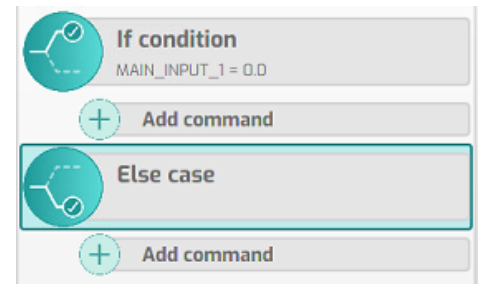 If condition
MAIN_INPUT_1 = 0.0
Add command
Else case
Add command